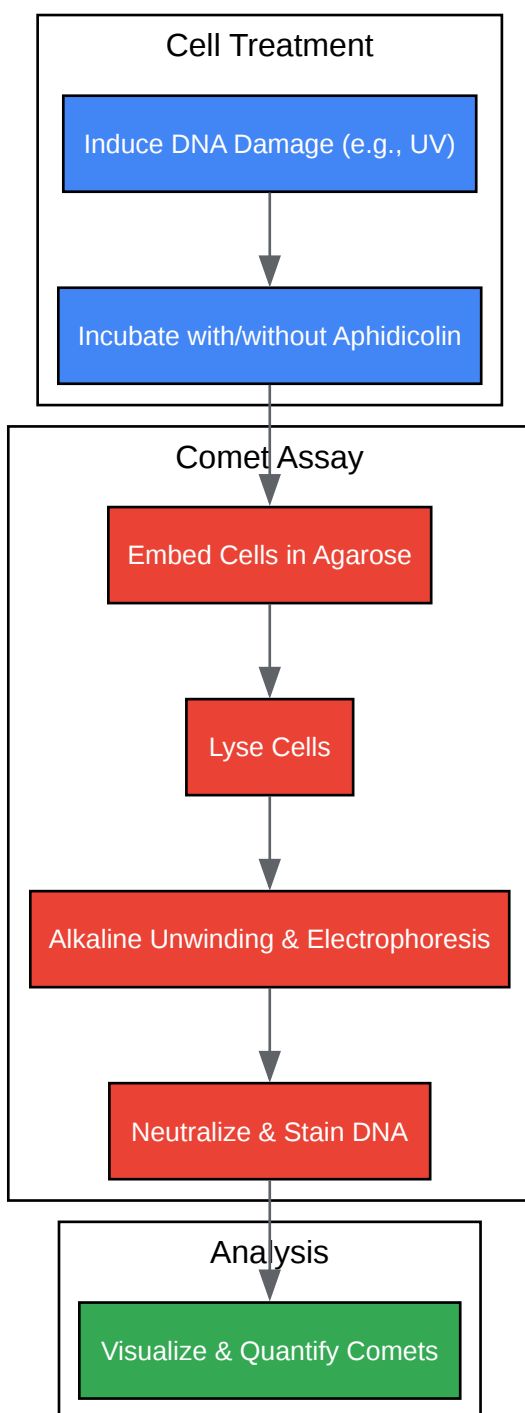 Cell Treatment
Induce DNA Damage (e.g., UV)
Incubate with/without Aphidicolin
Comet Assay
Embed Cells in Agarose
Lyse Cells
Alkaline Unwinding & Electrophoresis
Neutralize & Stain DNA
Analysis
Visualize & Quantify Comets